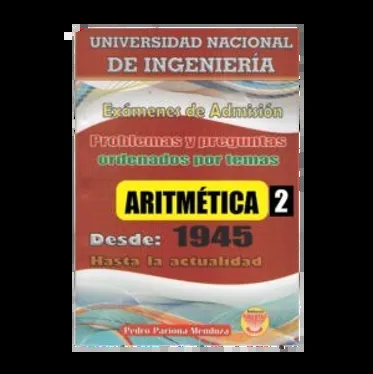 UNIVERSIDAD NACIONAL
DE INGENIERÍA
Exámenes de Admisión
Problemas y preguntas
ordenados por temas
ARITMÉTICA 2
Desde: 1945
Hasta la actualidad
Pedro Pariona Mendoza